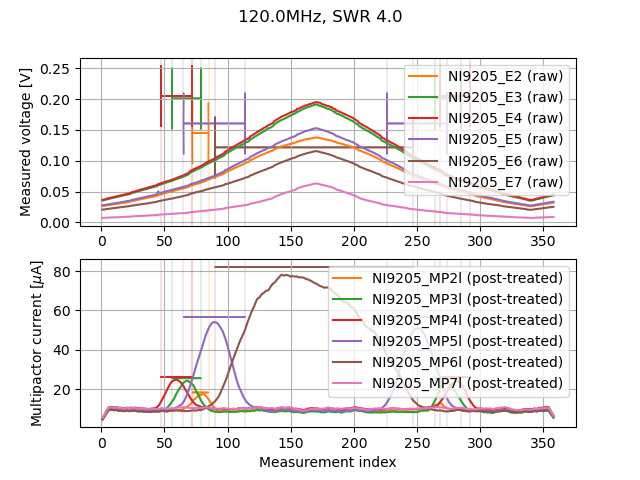 120.0MHz, SWR 4.0
Measured voltage [V]
0.25
0.20
0.15
0.10
0.05
0.00
NI9205_E2 (raw)
NI9205_E3 (raw)
NI9205_E4 (raw)
NI9205_E5 (raw)
NI9205_E6 (raw)
NI9205_E7 (raw)
0 50 100 150 200 250 300 350
Multipactor current [μA]
80
60
40
20
NI9205_MP2l (post-treated)
NI9205_MP3l (post-treated)
NI9205_MP4l (post-treated)
NI9205_MP5l (post-treated)
NI9205_MP6l (post-treated)
NI9205_MP7l (post-treated)
0 50 100 150 200 250 300 350
Measurement index